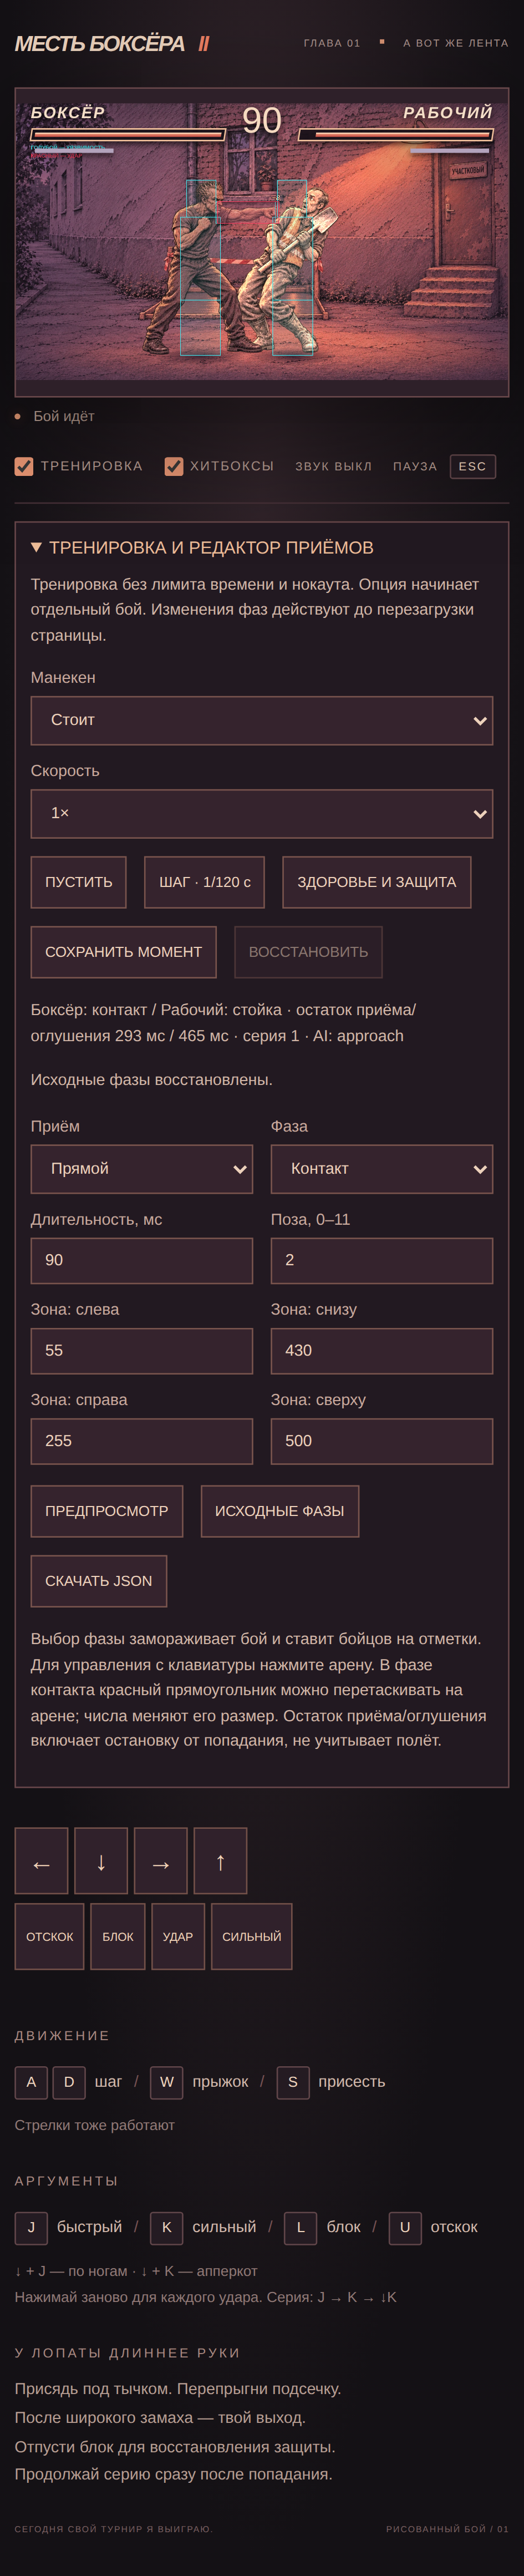 МЕСТЬ БОКСЁРА II
ГЛАВА 01 ▪ А ВОТ ЖЕ ЛЕНТА
БОКСЁР 90 РАБОЧИЙ
УЧАСТКОВЫЙ
Бой идёт
ТРЕНИРОВКА ХИТБОКСЫ ЗВУК ВЫКЛ ПАУЗА ESC
▼ ТРЕНИРОВКА И РЕДАКТОР ПРИЁМОВ
Тренировка без лимита времени и нокаута. Опция начинает
отдельный бой. Изменения фаз действуют до перезагрузки
страницы.
Манекен
Стоит
Скорость
1×
ПУСТИТЬ ШАГ · 1/120 с ЗДОРОВЬЕ И ЗАЩИТА
СОХРАНИТЬ МОМЕНТ ВОССТАНОВИТЬ
Боксёр: контакт / Рабочий: стойка · остаток приёма/
оглушения 293 мс / 465 мс · серия 1 · AI: approach
Исходные фазы восстановлены.
Приём Фаза
Прямой Контакт
Длительность, мс Поза, 0–11
90 2
Зона: слева Зона: снизу
55 430
Зона: справа Зона: сверху
255 500
ПРЕДПРОСМОТР ИСХОДНЫЕ ФАЗЫ
СКАЧАТЬ JSON
Выбор фазы замораживает бой и ставит бойцов на отметки.
Для управления с клавиатуры нажмите арену. В фазе
контакта красный прямоугольник можно перетаскивать на
арене; числа меняют его размер. Остаток приёма/оглушения
включает остановку от попадания, не учитывает полёт.
← ↓ → ↑
ОТСКОК БЛОК УДАР СИЛЬНЫЙ
ДВИЖЕНИЕ
A D шаг / W прыжок / S присесть
Стрелки тоже работают
АРГУМЕНТЫ
J быстрый / K сильный / L блок / U отскок
↓ + J — по ногам · ↓ + K — апперкот
Нажимай заново для каждого удара. Серия: J → K → ↓K
У ЛОПАТЫ ДЛИННЕЕ РУКИ
Присядь под тычком. Перепрыгни подсечку.
После широкого замаха — твой выход.
Отпусти блок для восстановления защиты.
Продолжай серию сразу после попадания.
СЕГОДНЯ СВОЙ ТУРНИР Я ВЫИГРАЮ. РИСОВАННЫЙ БОЙ / 01